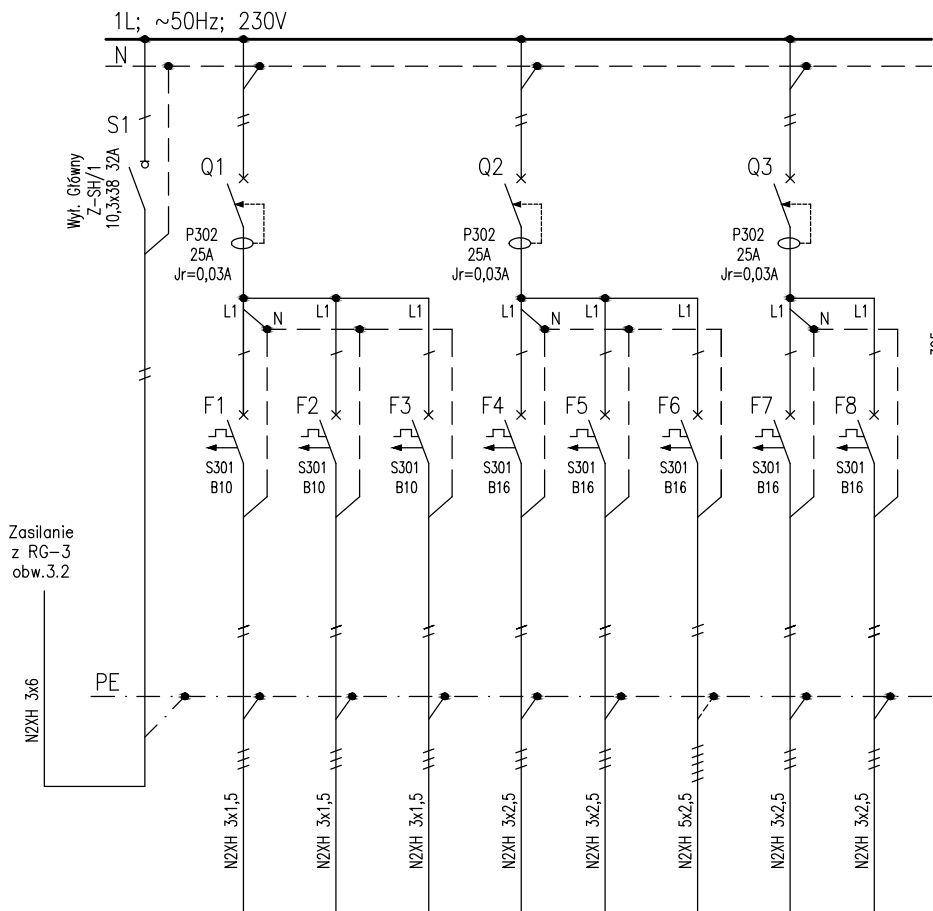 1L; ~50Hz; 230V
N
S1
Wył. Główny
Z-SH/1
10,3x38 32A
Q1
Q2
Q3
P302
25A
Jr=0,03A
P302
25A
Jr=0,03A
P302
25A
Jr=0,03A
L1
N
L1
L1
L1
N
L1
L1
L1
N
L1
F1
F2
F3
F4
F5
F6
F7
F8
S301
B10
S301
B10
S301
B10
S301
B16
S301
B16
S301
B16
S301
B16
S301
B16
Zasilanie
z RG-3
obw.3.2
PE
N2XH 3x6
N2XH 3x1,5
N2XH 3x1,5
N2XH 3x1,5
N2XH 3x2,5
N2XH 3x2,5
N2XH 5x2,5
N2XH 3x2,5
N2XH 3x2,5